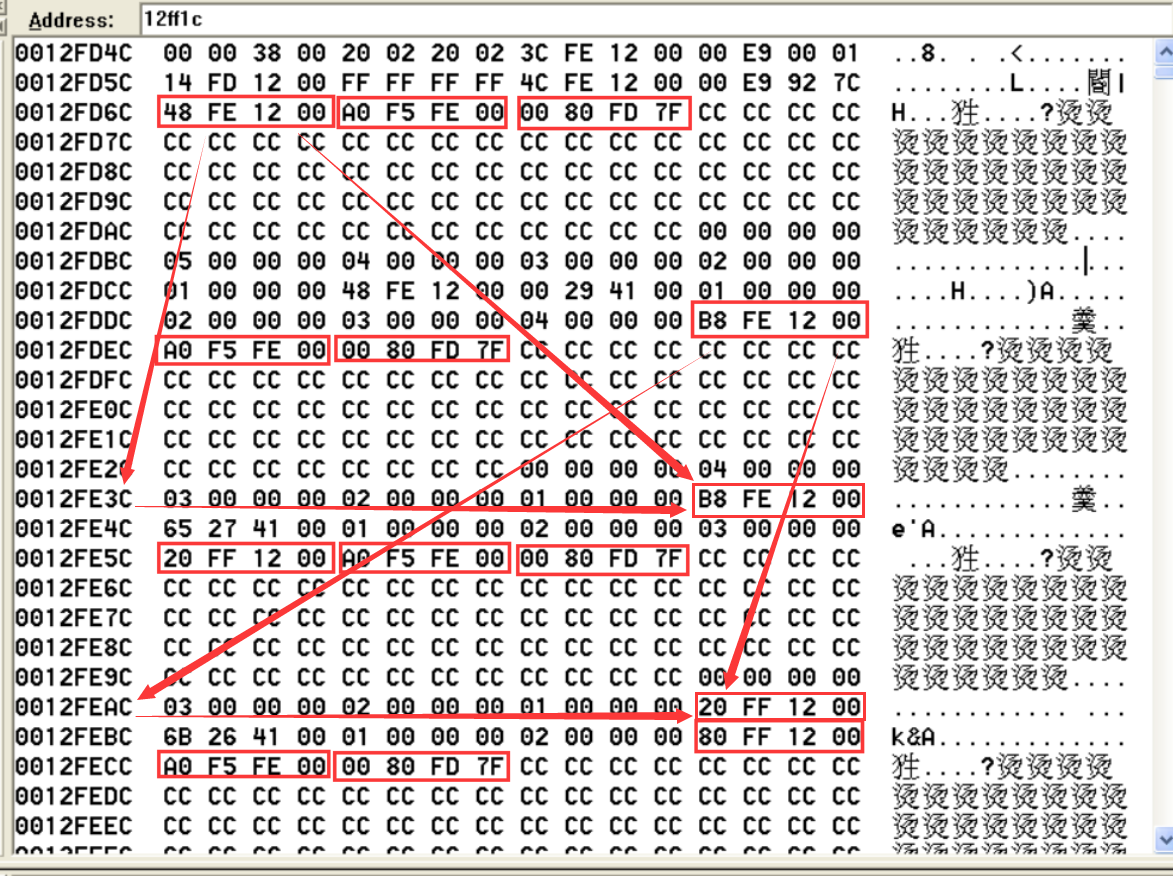 Address: 12ff1c
0012FD4C 00 00 38 00 20 02 20 02 3C FE 12 00 00 E9 00 01 ..8. . .<.......
0012FD5C 14 FD 12 00 FF FF FF FF 4C FE 12 00 00 E9 92 7C ........L....閽|
0012FD6C 48 FE 12 00 A0 F5 FE 00 00 80 FD 7F CC CC CC CC H...狌....?烫烫
0012FD7C CC CC CC CC CC CC CC CC CC CC CC CC CC CC CC CC 烫烫烫烫烫烫烫烫
0012FD8C CC CC CC CC CC CC CC CC CC CC CC CC CC CC CC CC 烫烫烫烫烫烫烫烫
0012FD9C CC CC CC CC CC CC CC CC CC CC CC CC CC CC CC CC 烫烫烫烫烫烫烫烫
0012FDAC CC CC CC CC CC CC CC CC CC CC CC CC 00 00 00 00 烫烫烫烫烫烫....
0012FDBC 05 00 00 00 04 00 00 00 03 00 00 00 02 00 00 00 ................
0012FDCC 01 00 00 00 48 FE 12 00 00 29 41 00 01 00 00 00 ....H....)A.....
0012FDDC 02 00 00 00 03 00 00 00 04 00 00 00 B8 FE 12 00 ............羹..
0012FDEC A0 F5 FE 00 00 80 FD 7F CC CC CC CC CC CC CC CC 狌....?烫烫烫烫
0012FDFC CC CC CC CC CC CC CC CC CC CC CC CC CC CC CC CC 烫烫烫烫烫烫烫烫
0012FE0C CC CC CC CC CC CC CC CC CC CC CC CC CC CC CC CC 烫烫烫烫烫烫烫烫
0012FE1C CC CC CC CC CC CC CC CC CC CC CC CC CC CC CC CC 烫烫烫烫烫烫烫烫
0012FE2C CC CC CC CC CC CC CC CC 00 00 00 00 04 00 00 00 烫烫烫烫........
0012FE3C 03 00 00 00 02 00 00 00 01 00 00 00 B8 FE 12 00 ............羹..
0012FE4C 65 27 41 00 01 00 00 00 02 00 00 00 03 00 00 00 e'A.............
0012FE5C 20 FF 12 00 A0 F5 FE 00 00 80 FD 7F CC CC CC CC  ...狌....?烫烫
0012FE6C CC CC CC CC CC CC CC CC CC CC CC CC CC CC CC CC 烫烫烫烫烫烫烫烫
0012FE7C CC CC CC CC CC CC CC CC CC CC CC CC CC CC CC CC 烫烫烫烫烫烫烫烫
0012FE8C CC CC CC CC CC CC CC CC CC CC CC CC CC CC CC CC 烫烫烫烫烫烫烫烫
0012FE9C CC CC CC CC CC CC CC CC CC CC CC CC 00 00 00 00 烫烫烫烫烫烫....
0012FEAC 03 00 00 00 02 00 00 00 01 00 00 00 20 FF 12 00 ............ ...
0012FEBC 6B 26 41 00 01 00 00 00 02 00 00 00 80 FF 12 00 k&A.............
0012FECC A0 F5 FE 00 00 80 FD 7F CC CC CC CC CC CC CC CC 狌....?烫烫烫烫
0012FEDC CC CC CC CC CC CC CC CC CC CC CC CC CC CC CC CC 烫烫烫烫烫烫烫烫
0012FEEC CC CC CC CC CC CC CC CC CC CC CC CC CC CC CC CC 烫烫烫烫烫烫烫烫